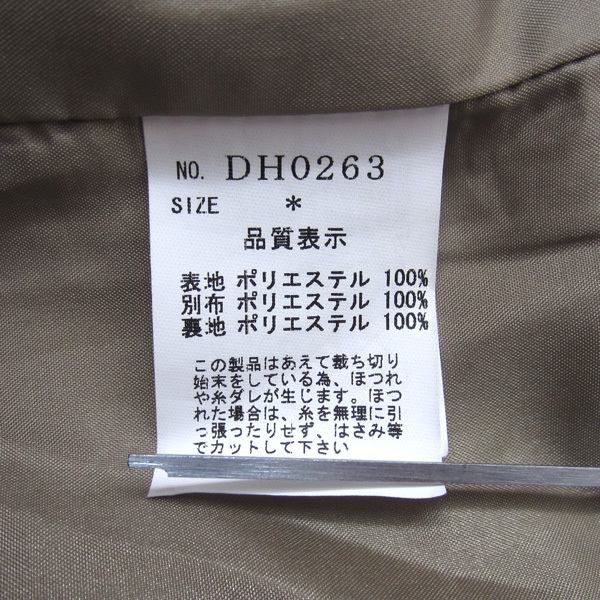 NO. DH0263
SIZE *
品質表示
表地 ポリエステル 100%
別布 ポリエステル 100%
裏地 ポリエステル 100%
この製品はあえて裁ち切り
始末をしている為、ほつれ
や糸ダレが生じます。ほつ
れた場合は、糸を無理に引
っ張ったりせず、はさみ等
でカットして下さい